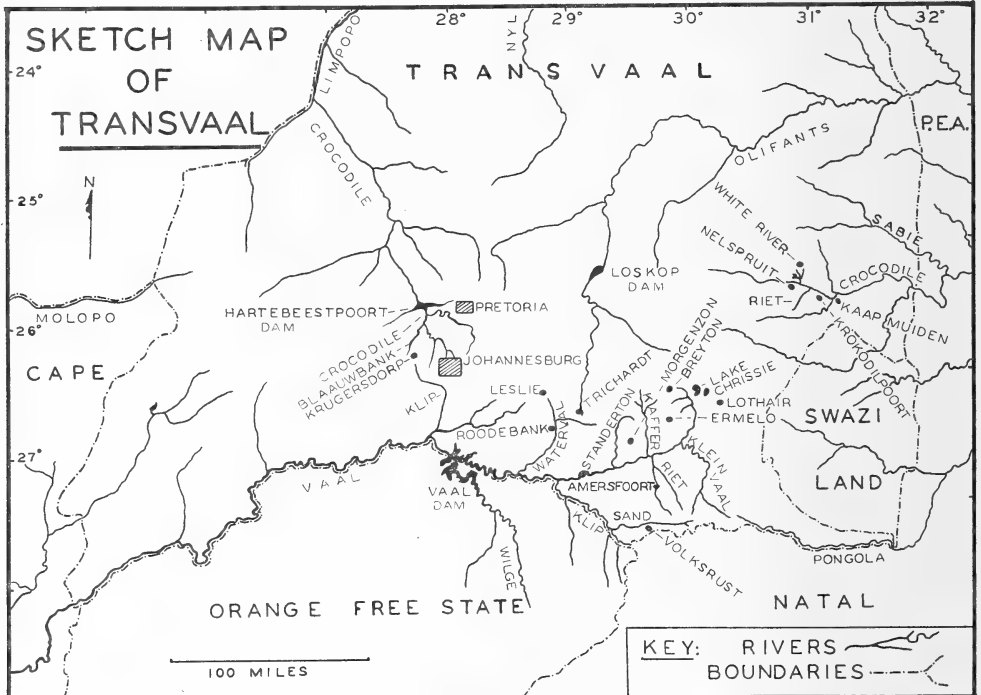 SKETCH MAP
OF
TRANSVAAL
28°
29°
30°
31°
32°
24°
25°
26°
27°
N
LIMPOPO
NYL
TRANSVAAL
P.E.A.
CROCODILE
OLIFANTS
WHITE RIVER
NELSPRUIT
SABIE
CROCODILE
RIET
KAAP MUIDEN
KROKODILPOORT
LOSKOP
DAM
MOLOPO
CAPE
HARTEBEESTPOORT
DAM
PRETORIA
CROCODILE
BLAAUWBANK
KRUGERSDORP
JOHANNESBURG
KLIP
LESLIE
ROODEBANK
WATERVAL
TRICHARDT
STANDERTON
KAFFER
MORGENZON
BREYTON
LAKE
CHRISSIE
LOTHAIR
ERMELO
SWAZI
LAND
VAAL
VAAL
DAM
AMERSFOORT
RIET
KLEIN VAAL
KLIP
SAND
VOLKSRUST
WILGE
PONGOLA
ORANGE FREE STATE
NATAL
100 MILES
KEY: RIVERS
BOUNDARIES